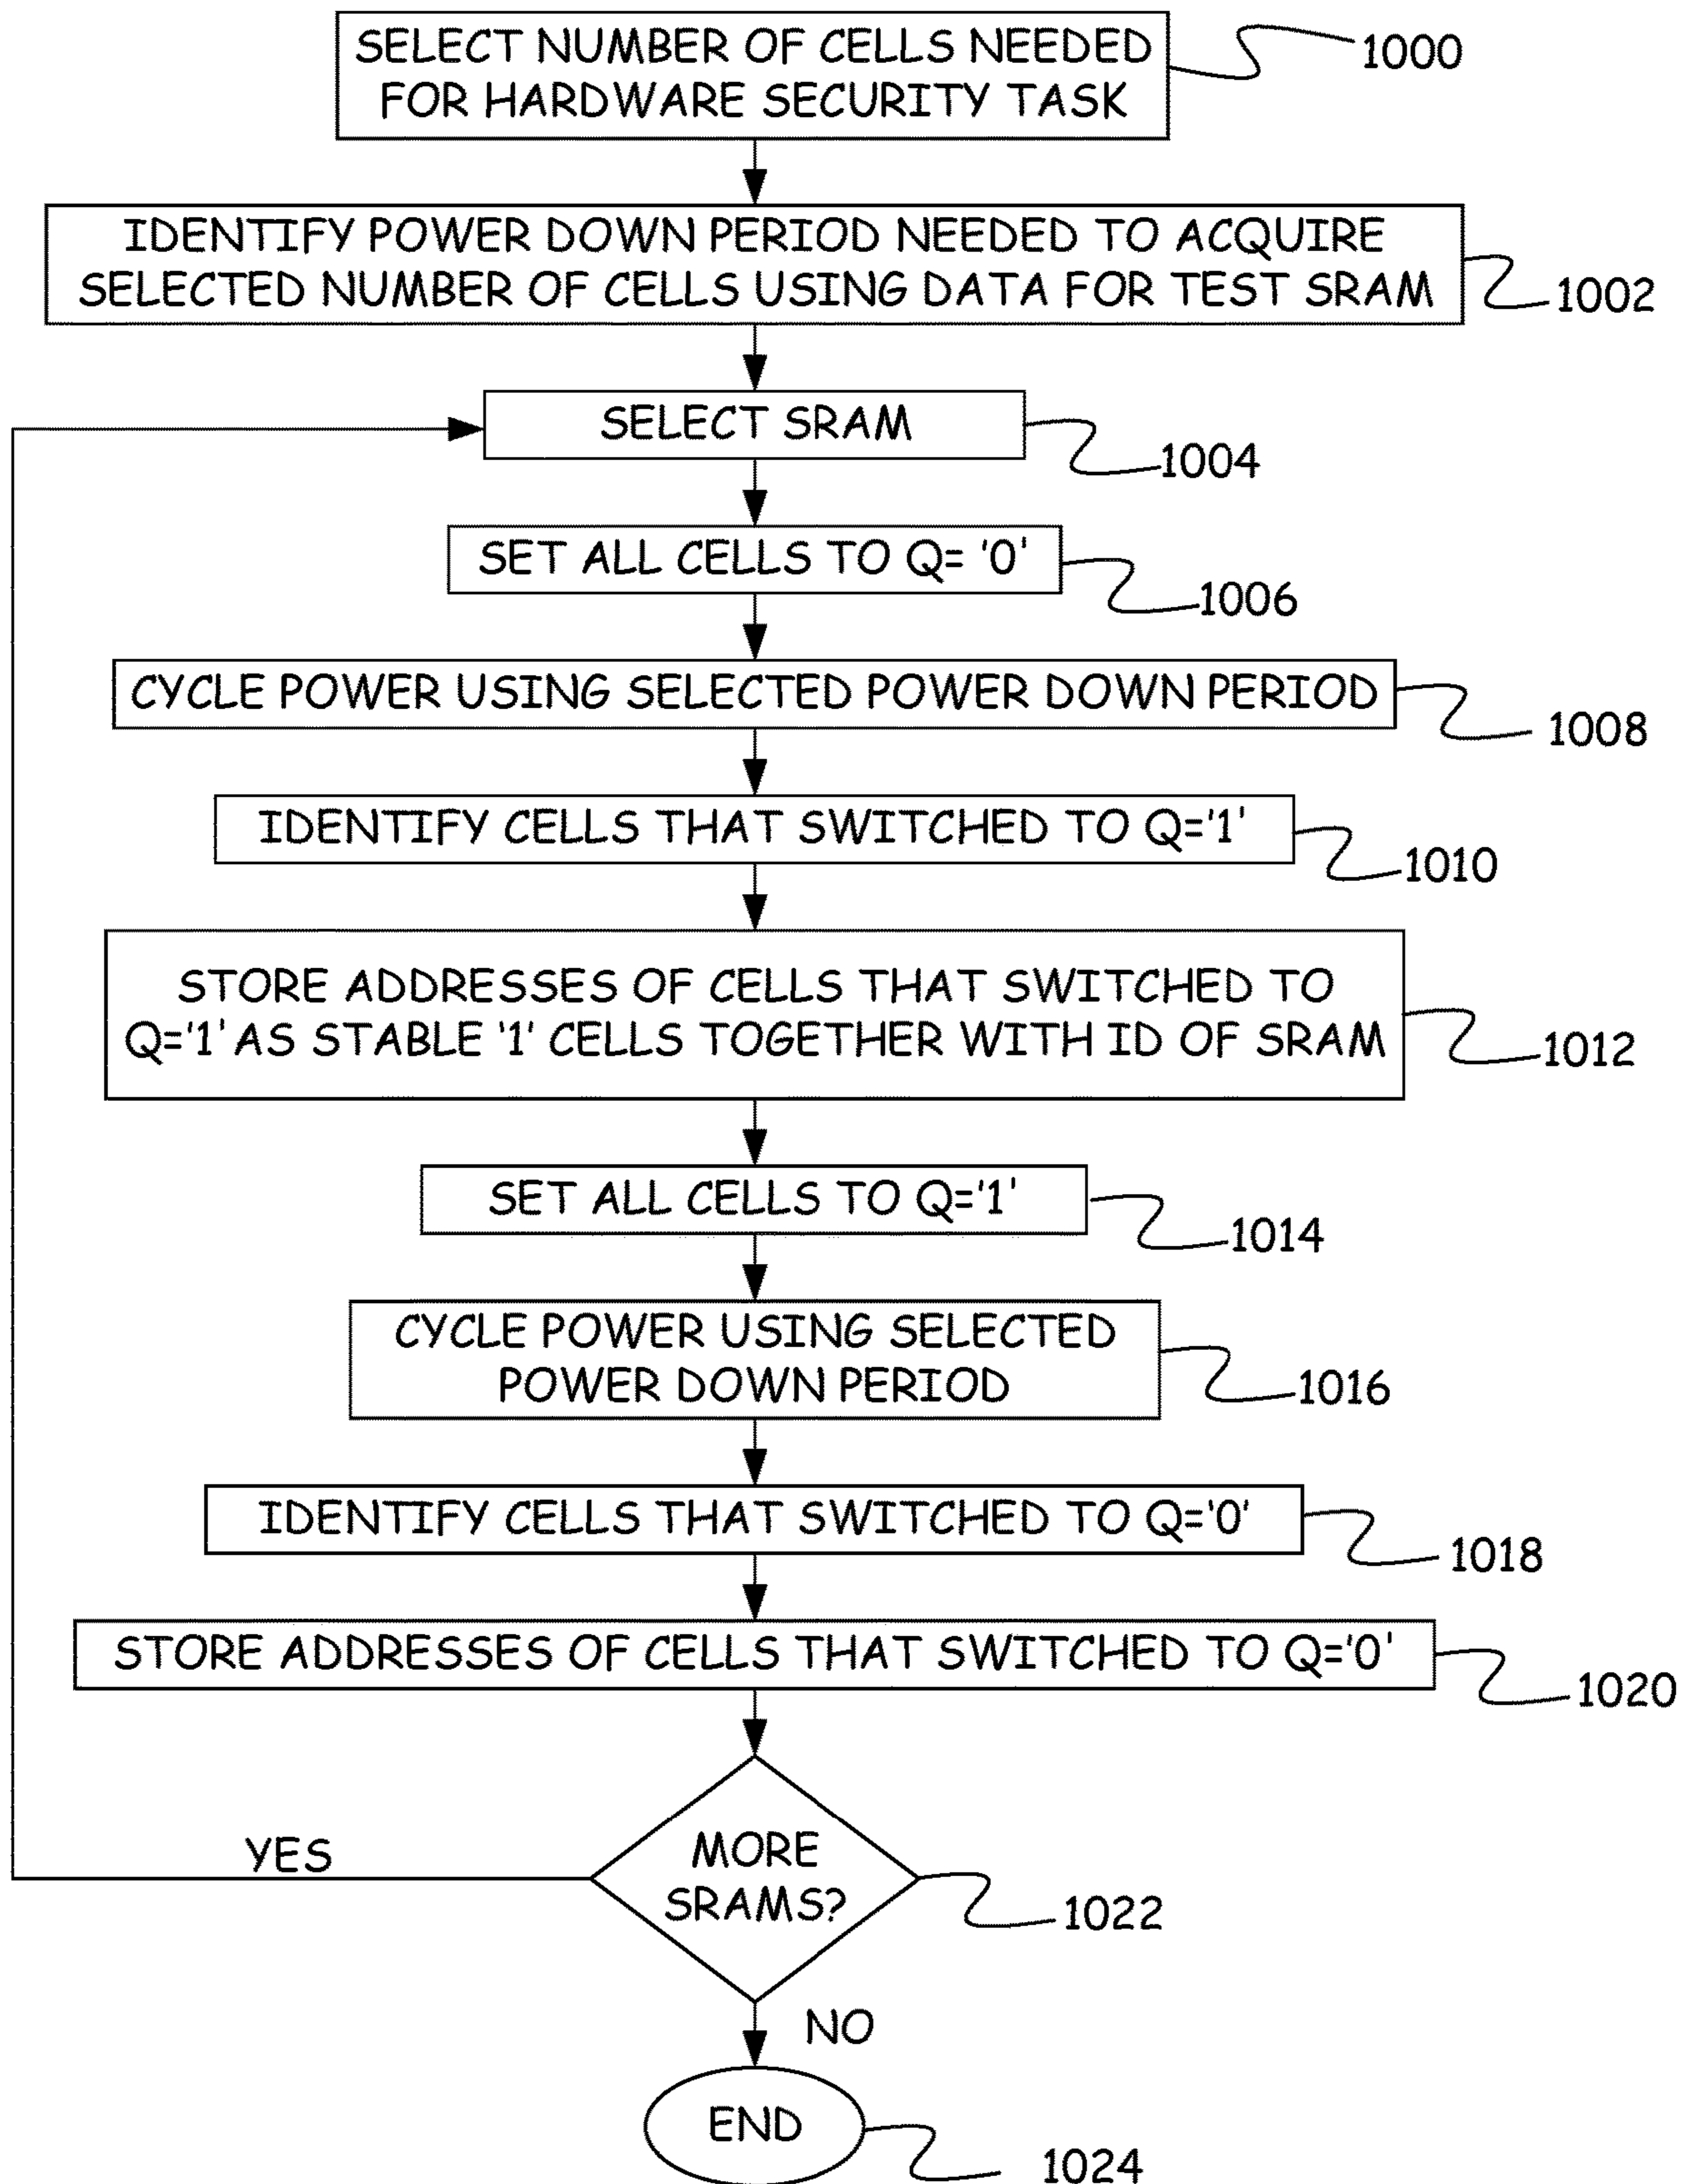 SELECT NUMBER OF CELLS NEEDED
FOR HARDWARE SECURITY TASK
1000
IDENTIFY POWER DOWN PERIOD NEEDED TO ACQUIRE
SELECTED NUMBER OF CELLS USING DATA FOR TEST SRAM
1002
SELECT SRAM
1004
SET ALL CELLS TO Q= '0'
1006
CYCLE POWER USING SELECTED POWER DOWN PERIOD
1008
IDENTIFY CELLS THAT SWITCHED TO Q='1'
1010
STORE ADDRESSES OF CELLS THAT SWITCHED TO
Q='1' AS STABLE '1' CELLS TOGETHER WITH ID OF SRAM
1012
SET ALL CELLS TO Q='1'
1014
CYCLE POWER USING SELECTED
POWER DOWN PERIOD
1016
IDENTIFY CELLS THAT SWITCHED TO Q='0'
1018
STORE ADDRESSES OF CELLS THAT SWITCHED TO Q='0'
1020
YES
MORE
SRAMS?
1022
NO
END
1024